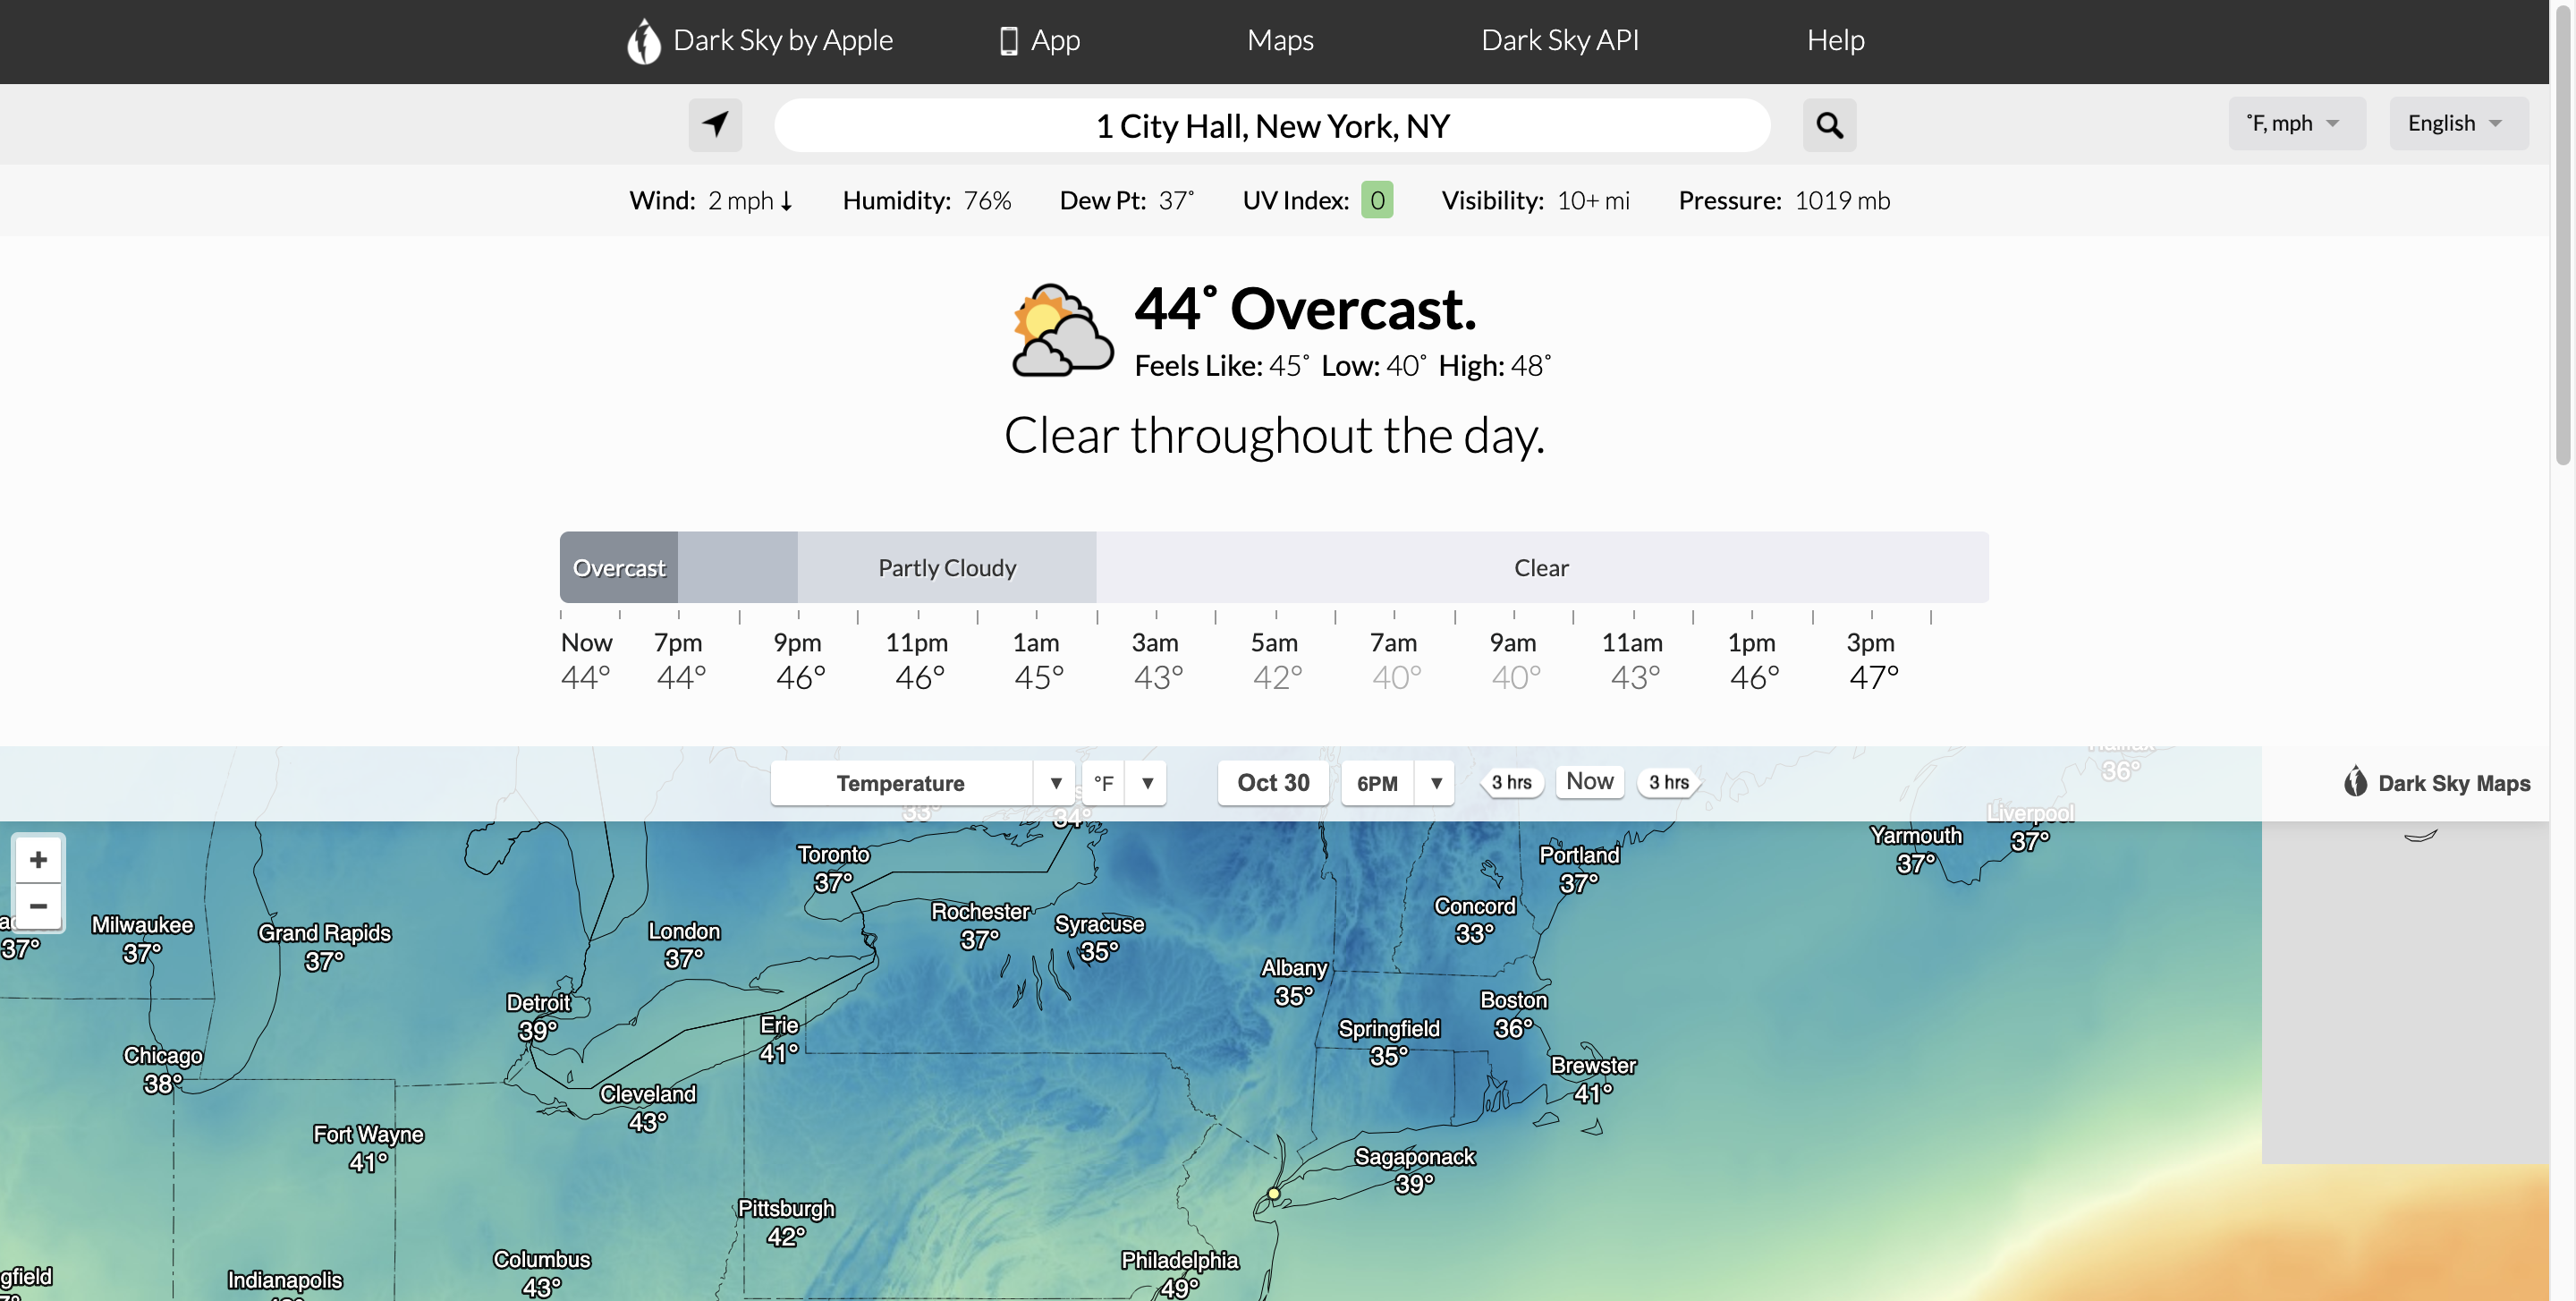 Dark Sky by Apple App Maps Dark Sky API Help
1 City Hall, New York, NY
˚F, mph English
Wind: 2 mph ↓ Humidity: 76% Dew Pt: 37˚ UV Index: 0 Visibility: 10+ mi Pressure: 1019 mb
44˚ Overcast.
Feels Like: 45˚ Low: 40˚ High: 48˚
Clear throughout the day.
Overcast Partly Cloudy Clear
Now 7pm 9pm 11pm 1am 3am 5am 7am 9am 11am 1pm 3pm
44° 44° 46° 46° 45° 43° 42° 40° 40° 43° 46° 47°
Halifax
36°
Temperature ▼ °F ▼ Oct 30 6PM ▼ 3 hrs Now 3 hrs
Dark Sky Maps
33°
34°
Liverpool
37°
Yarmouth
37°
+
−
Toronto
37°
Portland
37°
Rochester
37°
Syracuse
35°
Concord
33°
37°
Milwaukee
37°
Grand Rapids
37°
London
37°
Albany
35°
Detroit
39°
Boston
36°
Erie
41°
Springfield
35°
Chicago
38°
Brewster
41°
Cleveland
43°
Fort Wayne
41°
Sagaponack
39°
Pittsburgh
42°
Columbus
43°
Philadelphia
49°
gfield
Indianapolis